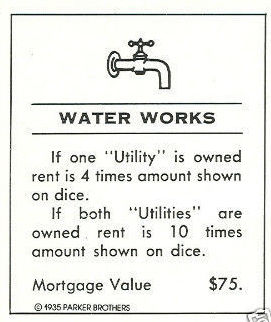 WATER WORKS
If one "Utility" is owned
rent is 4 times amount shown
on dice.
If both "Utilities" are
owned rent is 10 times
amount shown on dice.
Mortgage Value $75.
© 1935 PARKER BROTHERS